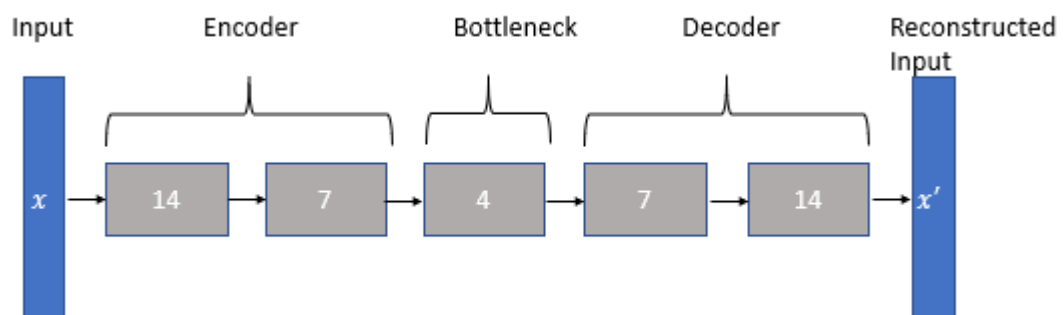 Input
Encoder
Bottleneck
Decoder
Reconstructed
Input
x
14
7
4
7
14
x′